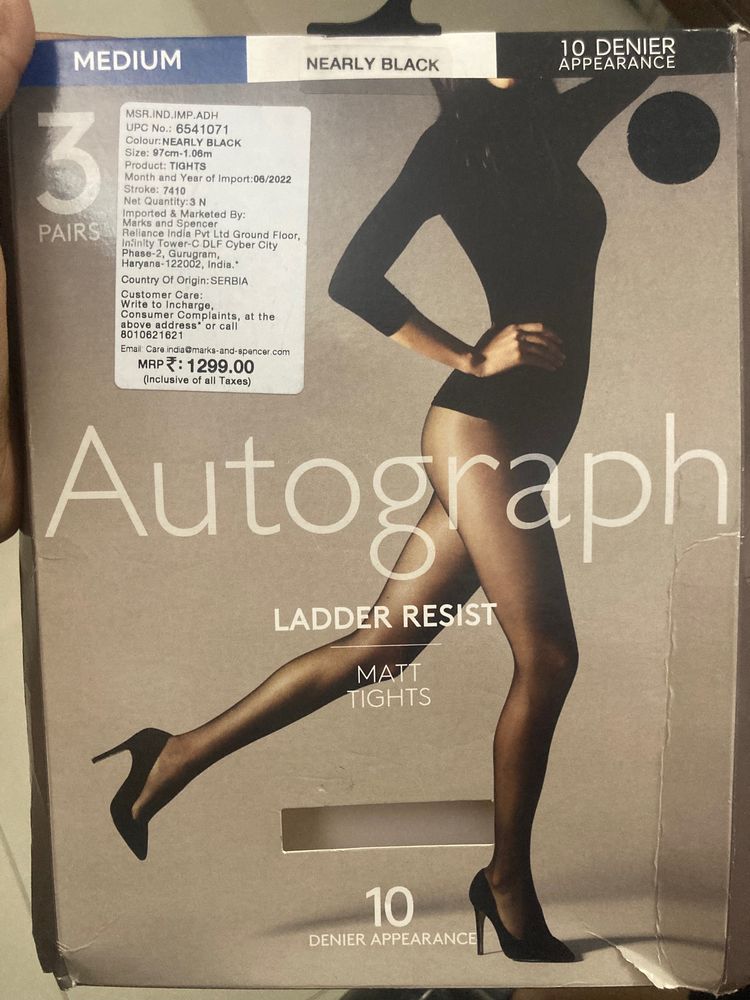 MEDIUM
NEARLY BLACK
10 DENIER
APPEARANCE
3
PAIRS
MSR.IND.IMP.ADH
UPC No.: 6541071
Colour:NEARLY BLACK
Size: 97cm-1.06m
Product: TIGHTS
Month and Year of Import:06/2022
Stroke: 7410
Net Quantity:3 N
Imported & Marketed By:
Marks and Spencer
Reliance India Pvt Ltd Ground Floor,
Infinity Tower-C DLF Cyber City
Phase-2, Gurugram,
Haryana-122002, India.*
Country Of Origin:SERBIA
Customer Care:
Write to Incharge,
Consumer Complaints, at the
above address* or call
8010621621
Email: Care.india@marks-and-spencer.com
MRP ₹: 1299.00
(Inclusive of all Taxes)
Autograph
LADDER RESIST
MATT
TIGHTS
10
DENIER APPEARANCE